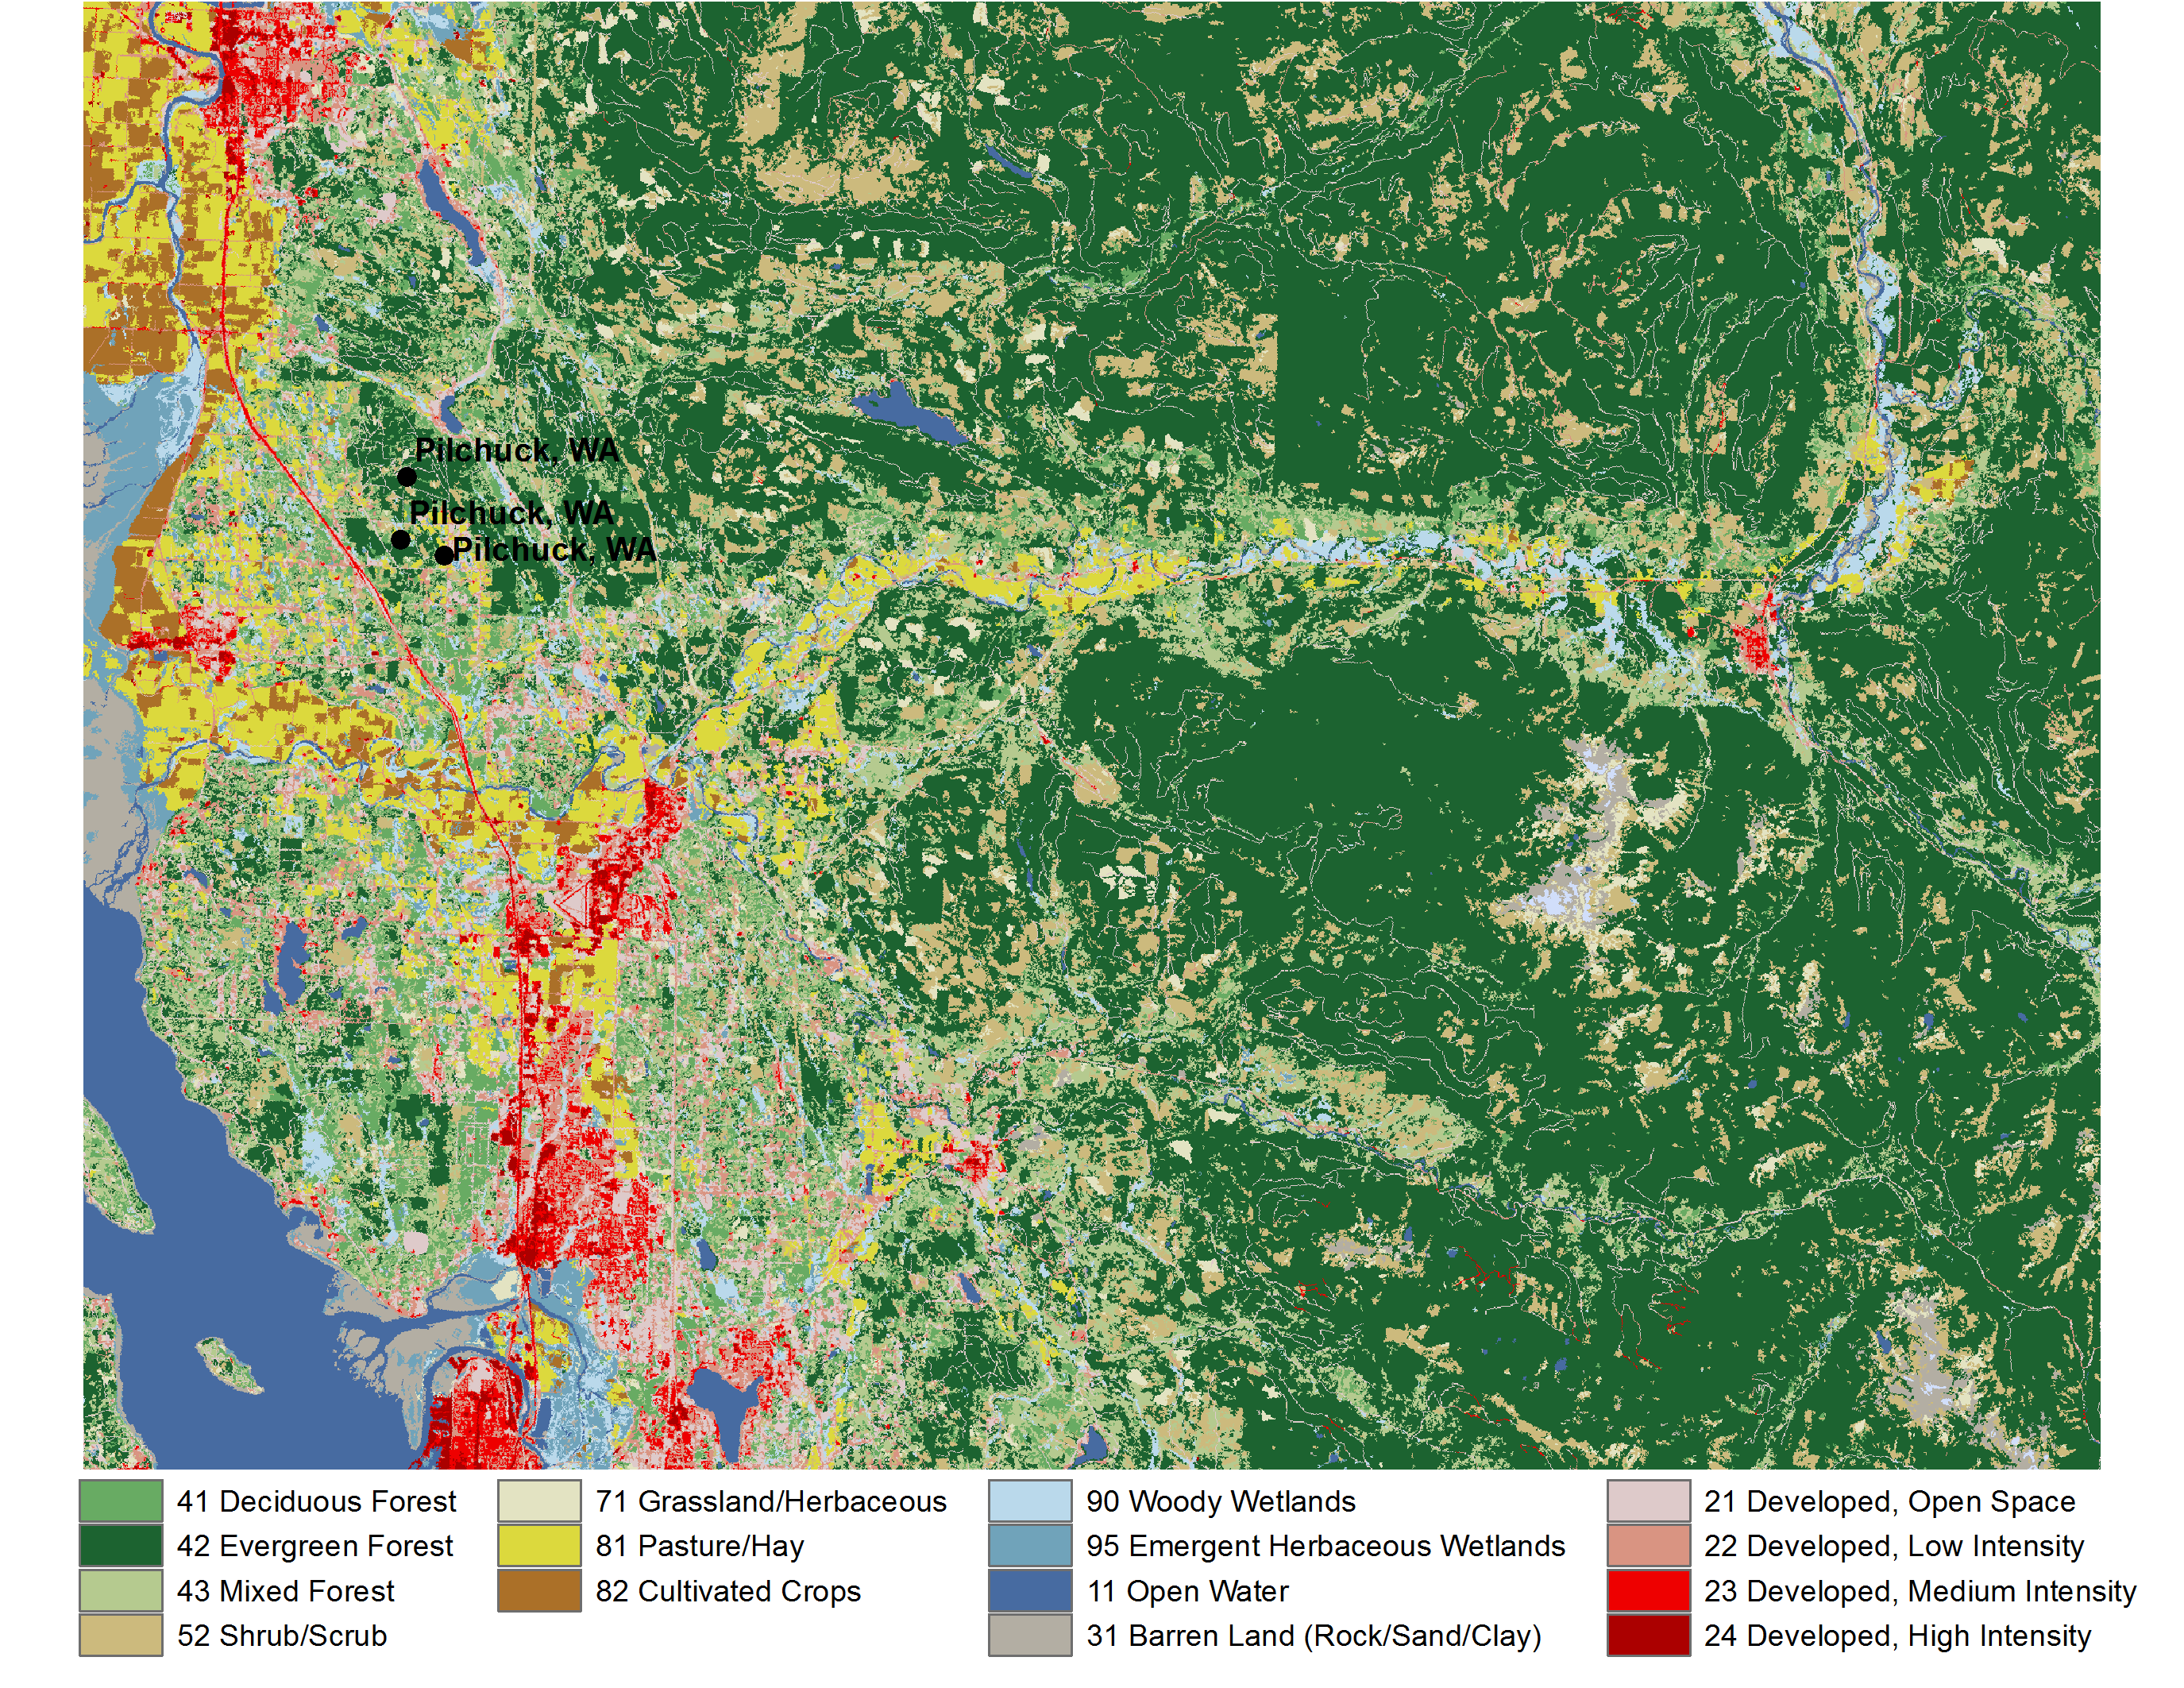 Pilchuck, WA
Pilchuck, WA
Pilchuck, WA
41 Deciduous Forest
42 Evergreen Forest
43 Mixed Forest
52 Shrub/Scrub
71 Grassland/Herbaceous
81 Pasture/Hay
82 Cultivated Crops
90 Woody Wetlands
95 Emergent Herbaceous Wetlands
11 Open Water
31 Barren Land (Rock/Sand/Clay)
21 Developed, Open Space
22 Developed, Low Intensity
23 Developed, Medium Intensity
24 Developed, High Intensity